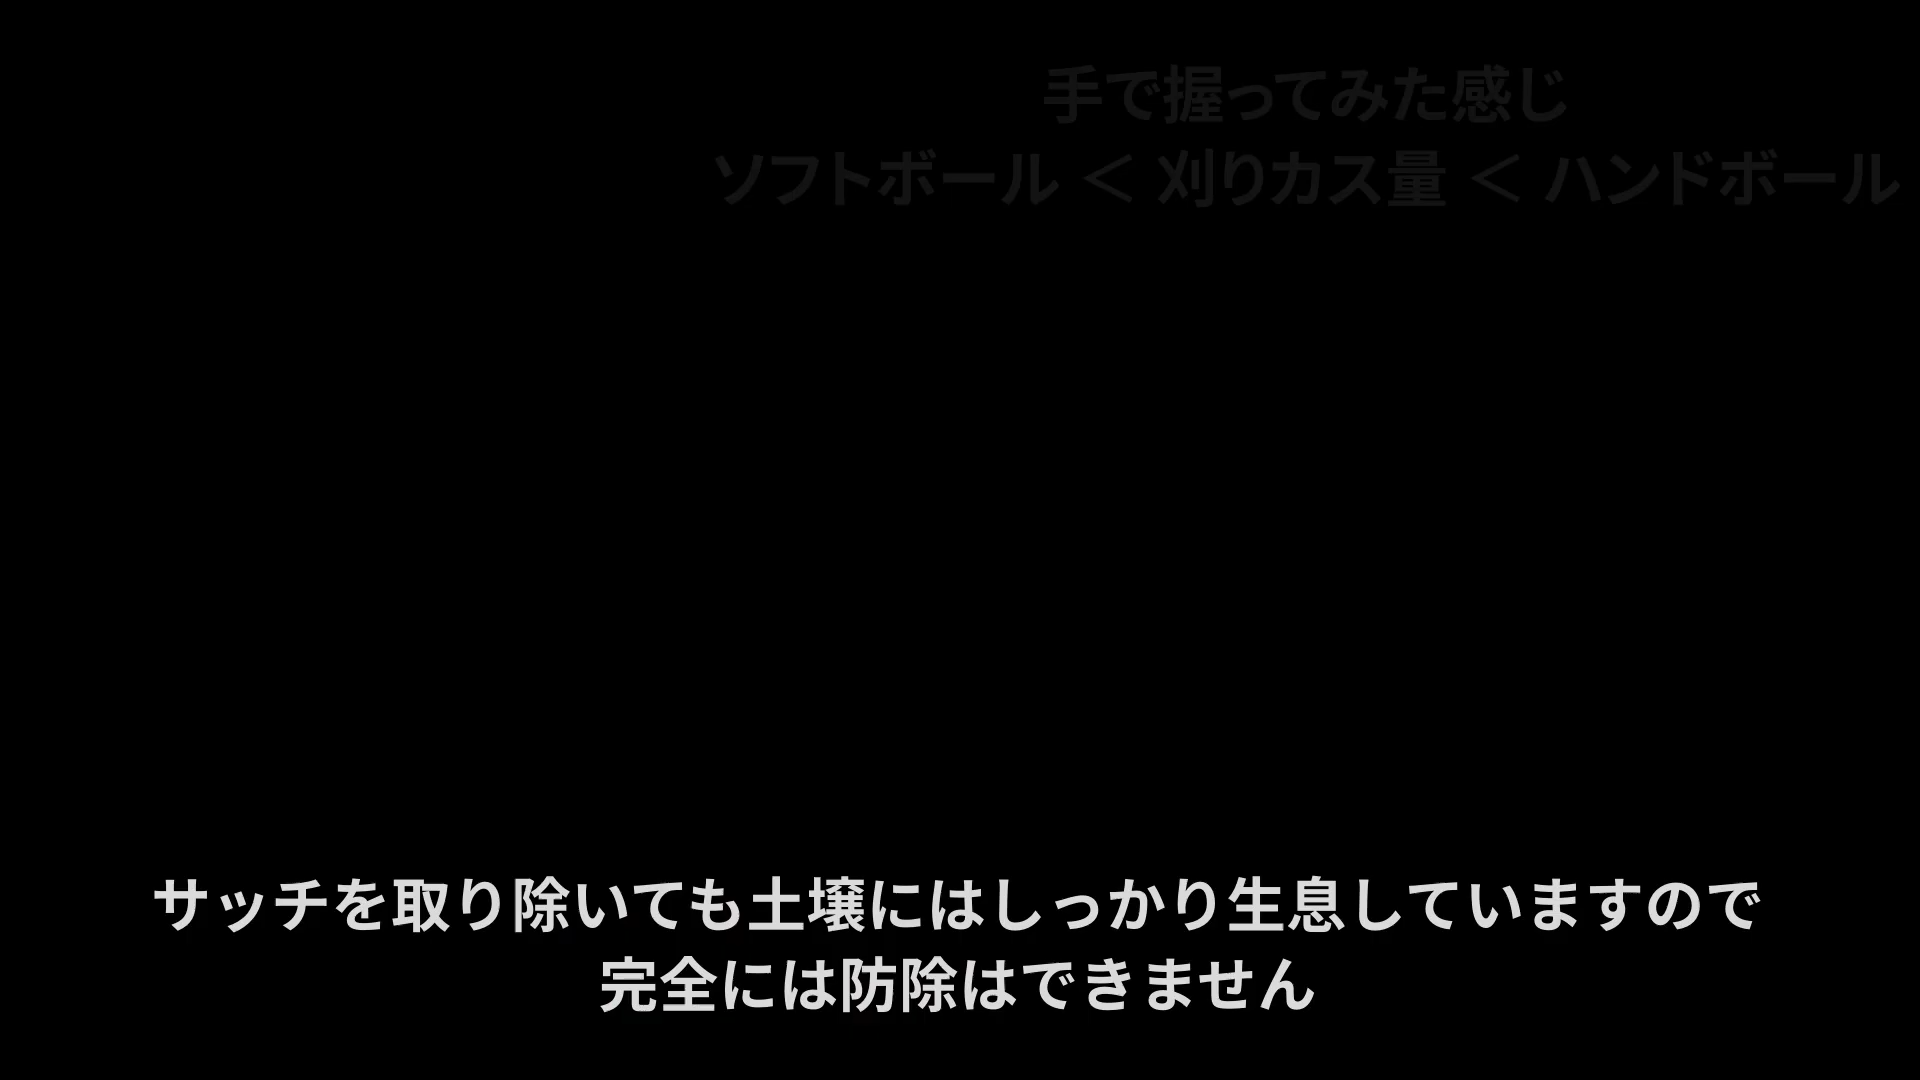 手で握ってみた感じ
ソフトボール ＜ 刈りカス量 ＜ ハンドボール
サッチを取り除いても土壌にはしっかり生息していますので
完全には防除はできません